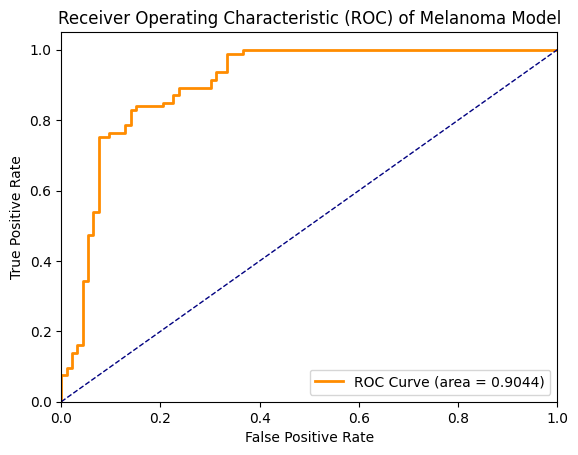 Receiver Operating Characteristic (ROC) of Melanoma Model
1.0
0.8
0.6
0.4
0.2
0.0
True Positive Rate
ROC Curve (area = 0.9044)
0.0 0.2 0.4 0.6 0.8 1.0
False Positive Rate